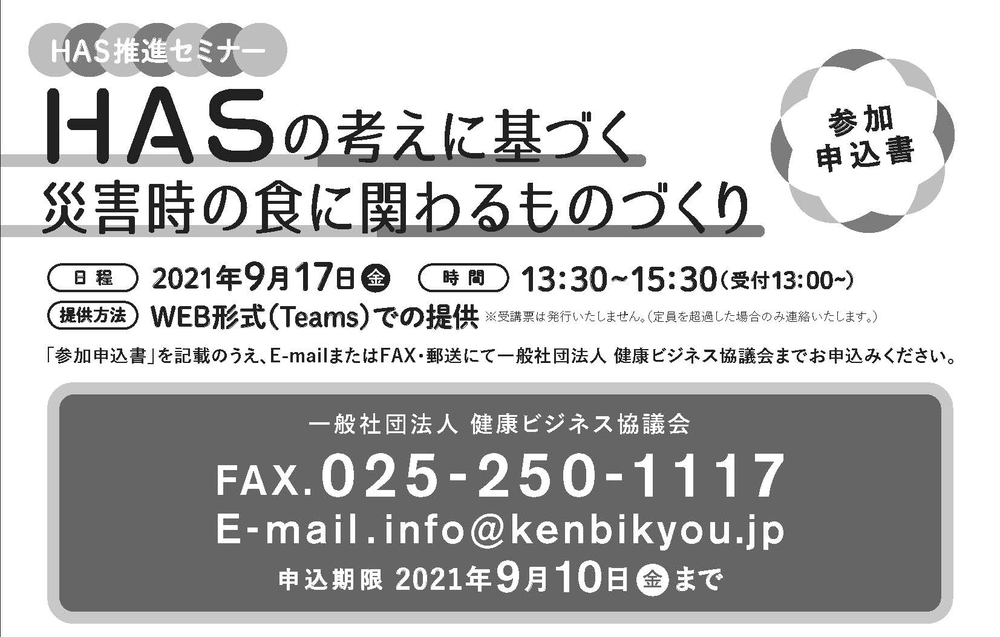 HAS推進セミナー
HASの考えに基づく
災害時の食に関わるものづくり
参加
申込書
日程 2021年9月17日金 時間 13:30~15:30(受付13:00~)
提供方法 WEB形式(Teams)での提供 ※受講票は発行いたしません。(定員を超過した場合のみ連絡いたします。)
「参加申込書」を記載のうえ、E-mailまたはFAX・郵送にて一般社団法人 健康ビジネス協議会までお申込みください。
一般社団法人 健康ビジネス協議会
FAX.025-250-1117
E-mail.info@kenbikyou.jp
申込期限 2021年9月10日金まで